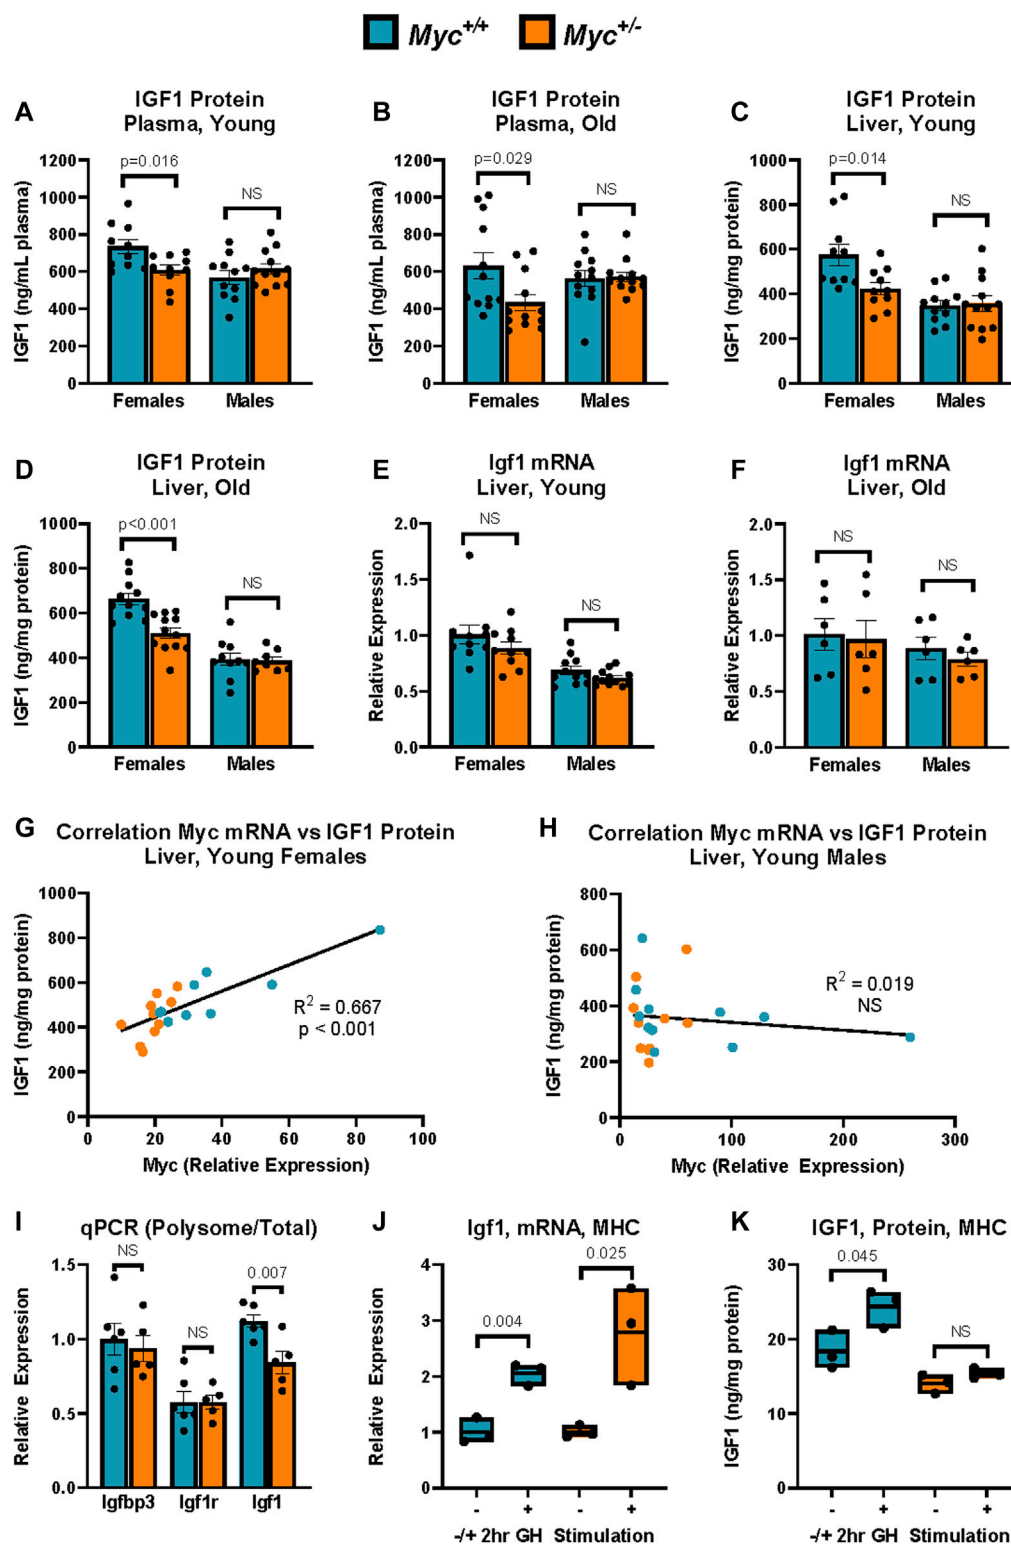 Myc+/+ Myc+/-
A IGF1 Protein
Plasma, Young
IGF1 (ng/mL plasma)
1200
1000
800
600
400
200
0
p=0.016
NS
Females Males
B IGF1 Protein
Plasma, Old
IGF1 (ng/mL plasma)
1200
1000
800
600
400
200
0
p=0.029
NS
Females Males
C IGF1 Protein
Liver, Young
IGF1 (ng/mg protein)
1000
800
600
400
200
0
p=0.014
NS
Females Males
D IGF1 Protein
Liver, Old
IGF1 (ng/mg protein)
1000
800
600
400
200
0
p<0.001
NS
Females Males
E Igf1 mRNA
Liver, Young
Relative Expression
2.0
1.5
1.0
0.5
0.0
NS
NS
Females Males
F Igf1 mRNA
Liver, Old
Relative Expression
2.0
1.5
1.0
0.5
0.0
NS
NS
Females Males
G Correlation Myc mRNA vs IGF1 Protein
Liver, Young Females
IGF1 (ng/mg protein)
1000
800
600
400
200
0
R2 = 0.667
p < 0.001
0 20 40 60 80 100
Myc (Relative Expression)
H Correlation Myc mRNA vs IGF1 Protein
Liver, Young Males
IGF1 (ng/mg protein)
800
600
400
200
0
R2 = 0.019
NS
0 100 200 300
Myc (Relative Expression)
I qPCR (Polysome/Total)
Relative Expression
1.5
1.0
0.5
0.0
NS
NS
0.007
Igfbp3 Igf1r Igf1
J Igf1, mRNA, MHC
Relative Expression
4
3
2
1
0
0.004
0.025
- + - +
-/+ 2hr GH Stimulation
K IGF1, Protein, MHC
IGF1 (ng/mg protein)
30
20
10
0
0.045
NS
- + - +
-/+ 2hr GH Stimulation